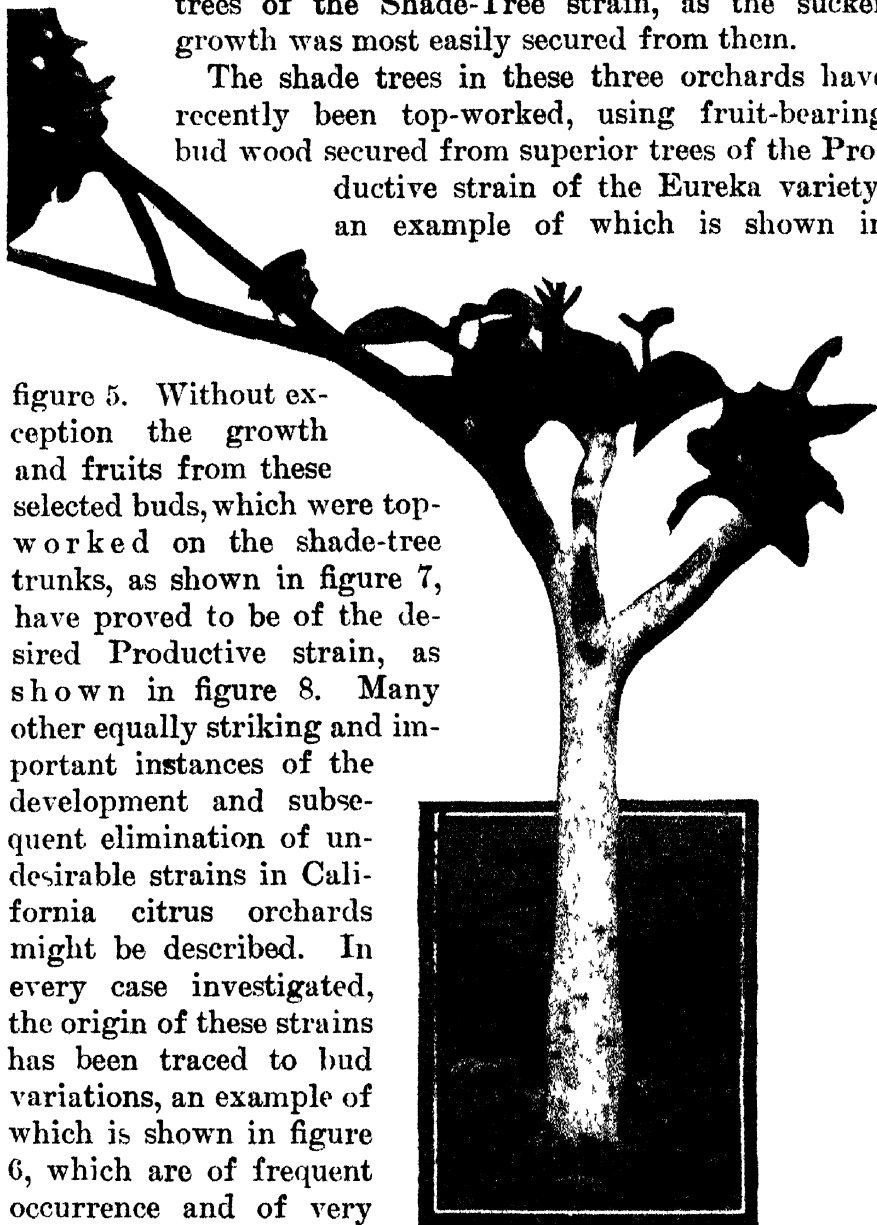 trees of the Shade-Tree strain, as the sucker
growth was most easily secured from them.
The shade trees in these three orchards have
recently been top-worked, using fruit-bearing
bud wood secured from superior trees of the Pro
ductive strain of the Eureka variety
an example of which is shown in
figure 5. Without ex-
ception the growth
and fruits from these
selected buds, which were top-
worked on the shade-tree
trunks, as shown in figure 7,
have proved to be of the de-
sired Productive strain, as
shown in figure 8. Many
other equally striking and im-
portant instances of the
development and subse-
quent elimination of un-
desirable strains in Cali-
fornia citrus orchards
might be described. In
every case investigated,
the origin of these strains
has been traced to bud
variations, an example of
which is shown in figure
6, which are of frequent
occurrence and of very